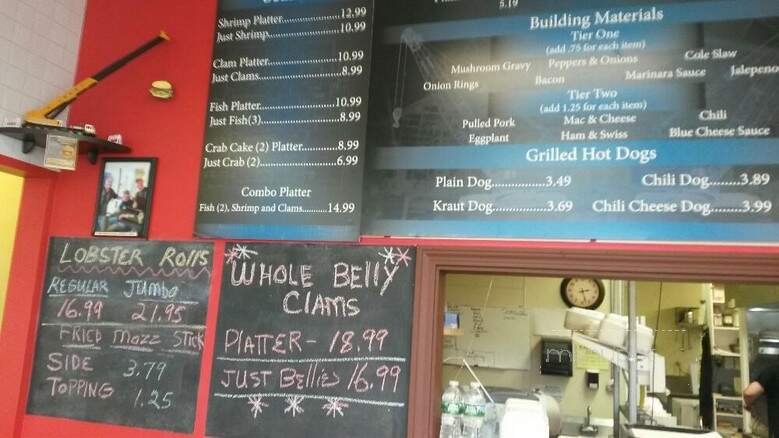 Shrimp Platter....................12.99
Just Shrimp.......................10.99
Clam Platter......................10.99
Just Clams........................8.99
Fish Platter......................10.99
Just Fish(3)......................8.99
Crab Cake (2) Platter............8.99
Just Crab (2)....................6.99
Combo Platter
Fish (2), Shrimp and Clams..........14.99
5.19
Building Materials
Tier One
(add .75 for each item)
Mushroom Gravy Peppers & Onions Cole Slaw
Onion Rings Bacon Marinara Sauce Jalapeno
Tier Two
(add 1.25 for each item)
Pulled Pork Mac & Cheese Chili
Eggplant Ham & Swiss Blue Cheese Sauce
Grilled Hot Dogs
Plain Dog................3.49 Chili Dog........3.89
Kraut Dog................3.69 Chili Cheese Dog....3.99
LOBSTER ROllS
REGULAR JUMBO
16.99 21.95
FRIED MOZZ STICK
SIDE 3.79
TOPPING 1.25
WHOLE BELLY
CLAMS
PLATTER - 18.99
JUST BELLIES 16.99